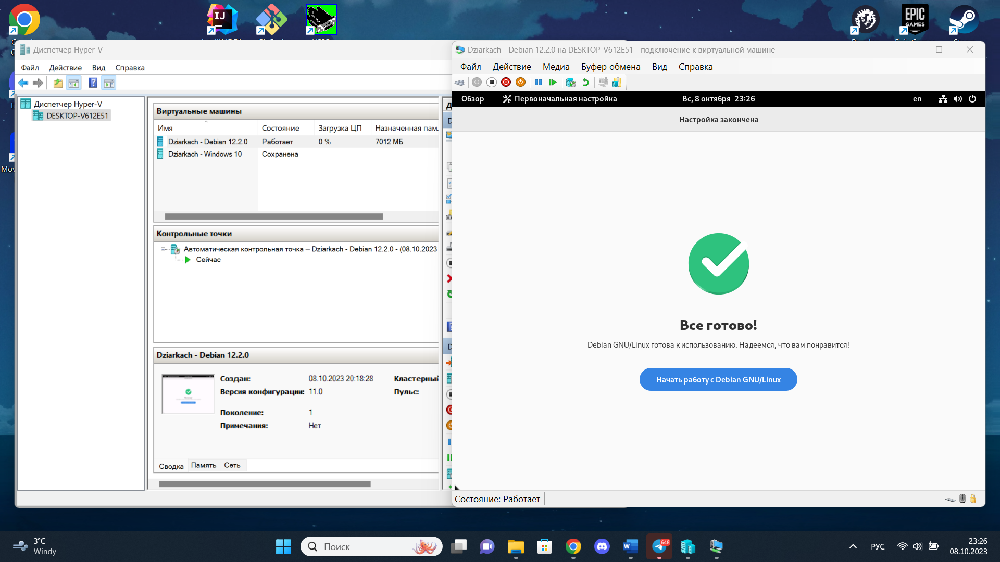 IJ
EPIC
GAMES
Диспетчер Hyper-V
Файл Действие Вид Справка
Диспетчер Hyper-V
DESKTOP-V612E51
Виртуальные машины
Имя Состояние Загрузка ЦП Назначенная пам.
Dziarkach - Debian 12.2.0 Работает 0 % 7012 МБ
Dziarkach - Windows 10 Сохранена
Контрольные точки
Автоматическая контрольная точка – Dziarkach - Debian 12.2.0 - (08.10.2023
Сейчас
Dziarkach - Debian 12.2.0
Создан: 08.10.2023 20:18:28 Кластерный
Версия конфигурации: 11.0 Пульс:
Поколение: 1
Примечания: Нет
Сводка Память Сеть
Dziarkach - Debian 12.2.0 на DESKTOP-V612E51 - подключение к виртуальной машине
Файл Действие Медиа Буфер обмена Вид Справка
Обзор Первоначальная настройка Вс, 8 октября 23:26 en
Настройка закончена
Все готово!
Debian GNU/Linux готова к использованию. Надеемся, что вам понравится!
Начать работу с Debian GNU/Linux
Состояние: Работает
3°C
Windy
Поиск
648
РУС
23:26
08.10.2023